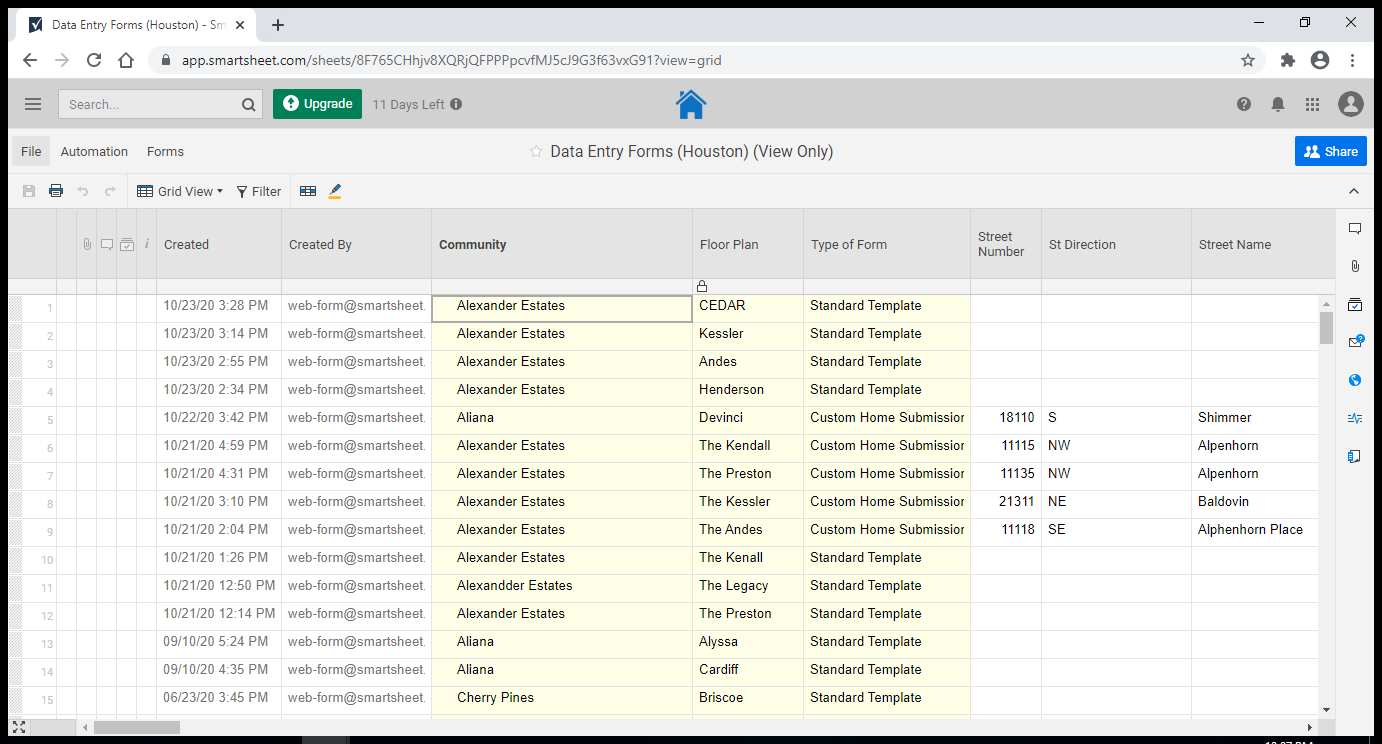 Data Entry Forms (Houston) - Sm
app.smartsheet.com/sheets/8F765CHhjv8XQRjQFPPPpcvfMJ5cJ9G3f63vxG91?view=grid
Search... Upgrade 11 Days Left
File Automation Forms Data Entry Forms (Houston) (View Only) Share
Grid View Filter
Created Created By Community Floor Plan Type of Form Street Number St Direction Street Name
1 10/23/20 3:28 PM web-form@smartsheet. Alexander Estates CEDAR Standard Template
2 10/23/20 3:14 PM web-form@smartsheet. Alexander Estates Kessler Standard Template
3 10/23/20 2:55 PM web-form@smartsheet. Alexander Estates Andes Standard Template
4 10/23/20 2:34 PM web-form@smartsheet. Alexander Estates Henderson Standard Template
5 10/22/20 3:42 PM web-form@smartsheet. Aliana Devinci Custom Home Submission 18110 S Shimmer
6 10/21/20 4:59 PM web-form@smartsheet. Alexander Estates The Kendall Custom Home Submission 11115 NW Alpenhorn
7 10/21/20 4:31 PM web-form@smartsheet. Alexander Estates The Preston Custom Home Submission 11135 NW Alpenhorn
8 10/21/20 3:10 PM web-form@smartsheet. Alexander Estates The Kessler Custom Home Submission 21311 NE Baldovin
9 10/21/20 2:04 PM web-form@smartsheet. Alexander Estates The Andes Custom Home Submission 11118 SE Alphenhorn Place
10 10/21/20 1:26 PM web-form@smartsheet. Alexander Estates The Kenall Standard Template
11 10/21/20 12:50 PM web-form@smartsheet. Alexandder Estates The Legacy Standard Template
12 10/21/20 12:14 PM web-form@smartsheet. Alexander Estates The Preston Standard Template
13 09/10/20 5:24 PM web-form@smartsheet. Aliana Alyssa Standard Template
14 09/10/20 4:35 PM web-form@smartsheet. Aliana Cardiff Standard Template
15 06/23/20 3:45 PM web-form@smartsheet. Cherry Pines Briscoe Standard Template